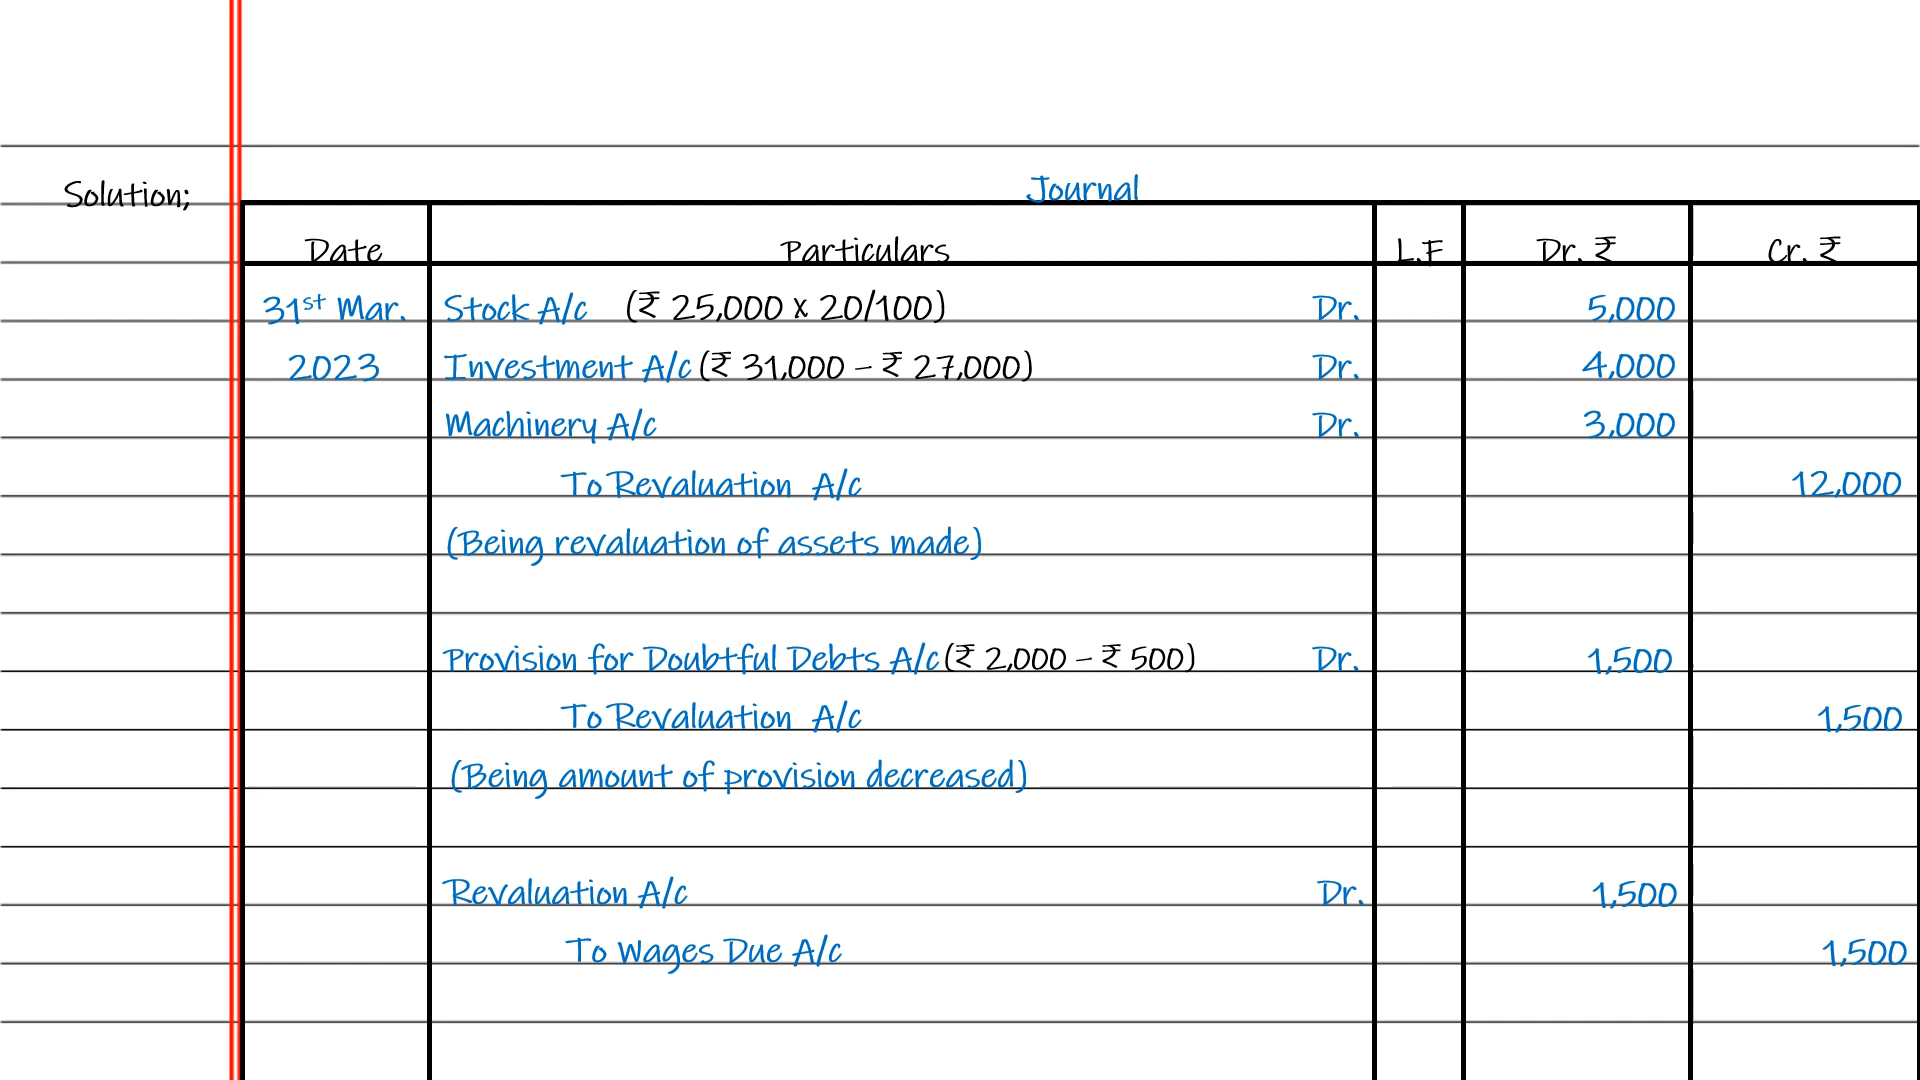 Solution;
Journal
Date Particulars L.F Dr. ₹ Cr. ₹
31st Mar. Stock A/c (₹ 25,000 x 20/100) Dr. 5,000
2023 Investment A/c (₹ 31,000 – ₹ 27,000) Dr. 4,000
Machinery A/c Dr. 3,000
To Revaluation A/c 12,000
(Being revaluation of assets made)
Provision for Doubtful Debts A/c (₹ 2,000 – ₹ 500) Dr. 1,500
To Revaluation A/c 1,500
(Being amount of provision decreased)
Revaluation A/c Dr. 1,500
To Wages Due A/c 1,500